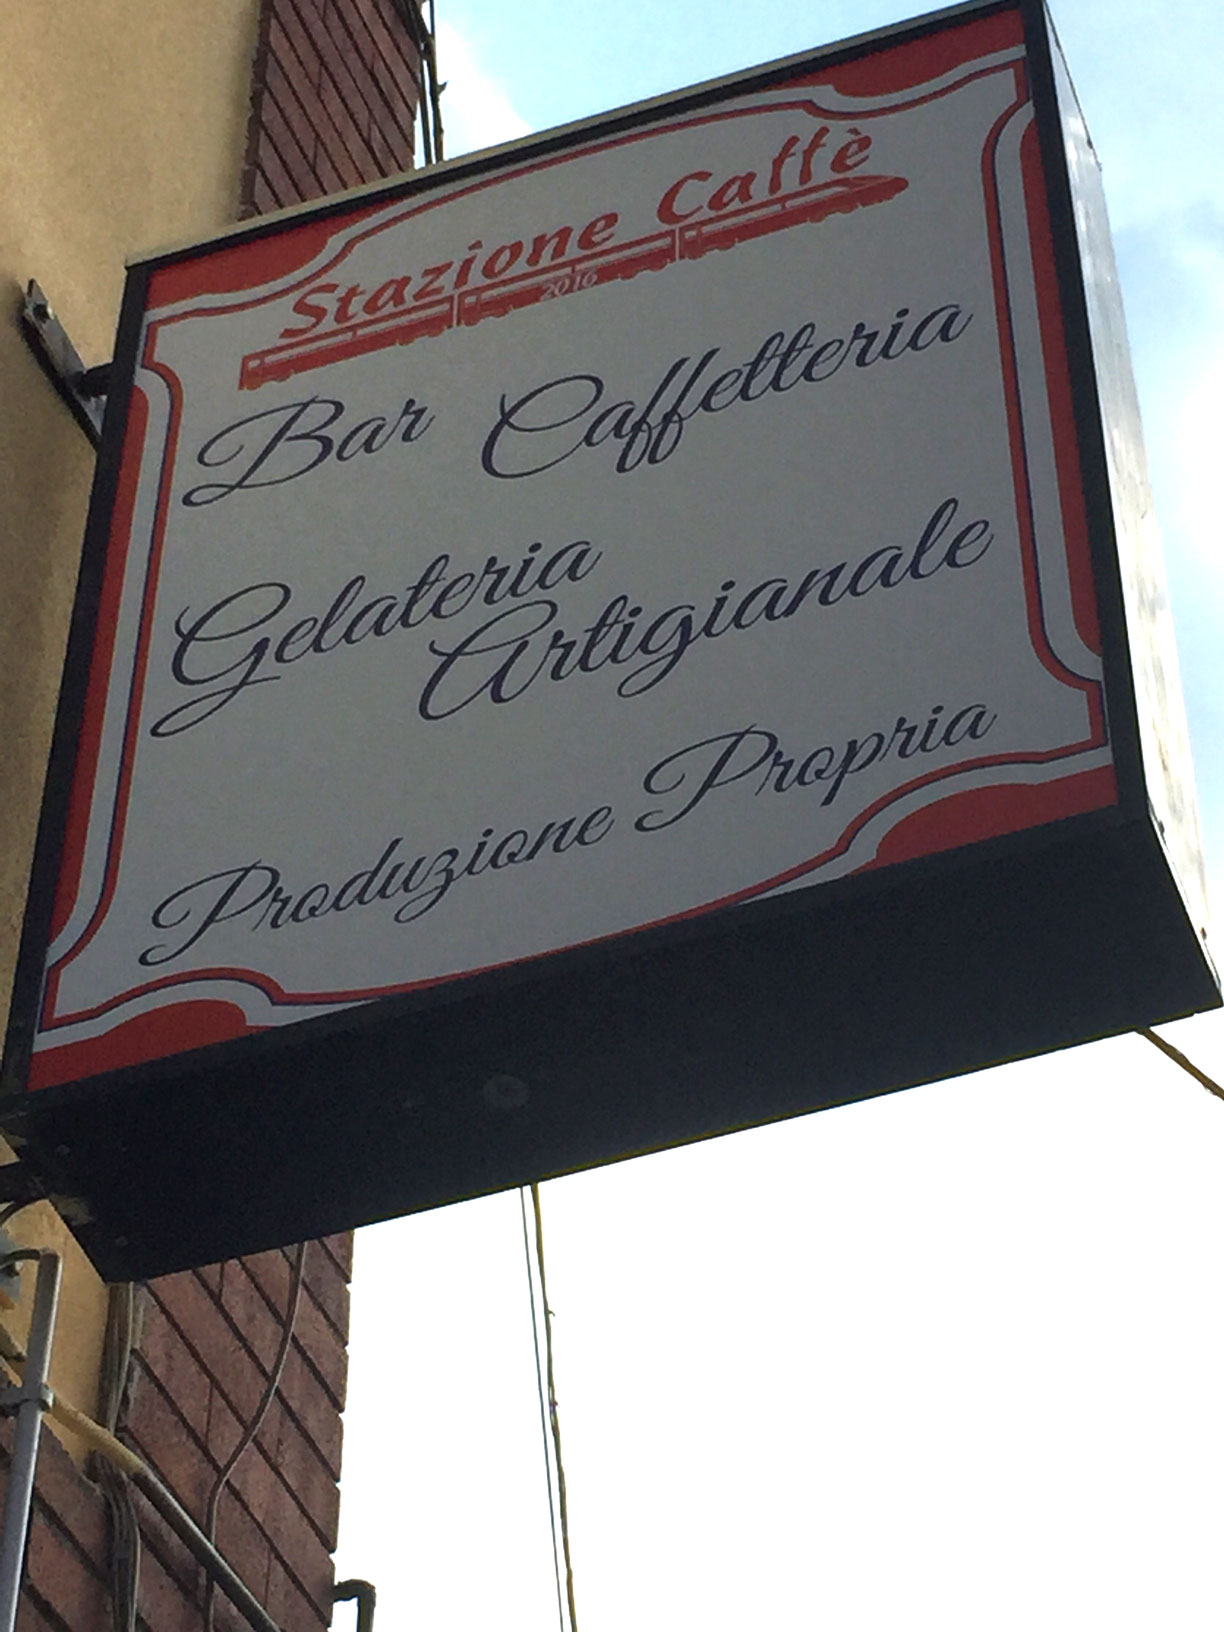 Stazione Caffè
2016
Bar Caffetteria
Gelateria
Artigianale
Produzione Propria